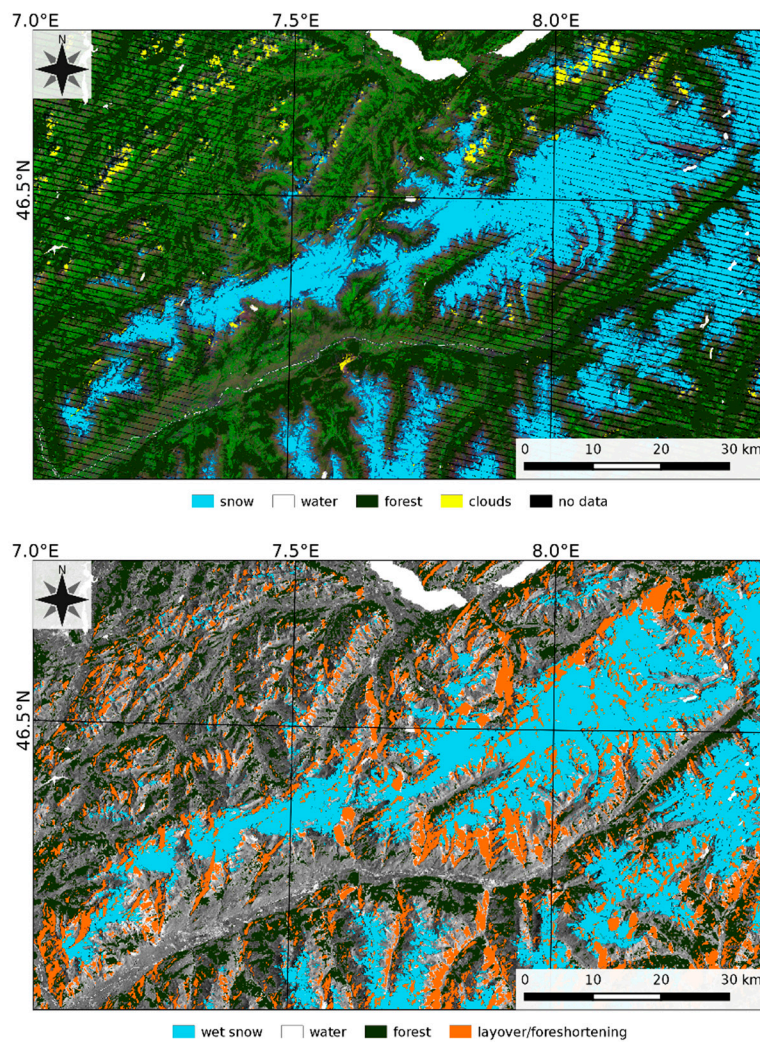 7.0°E 7.5°E 8.0°E
N
46.5°N
0 10 20 30 km
snow water forest clouds no data
7.0°E 7.5°E 8.0°E
N
46.5°N
0 10 20 30 km
wet snow water forest layover/foreshortening